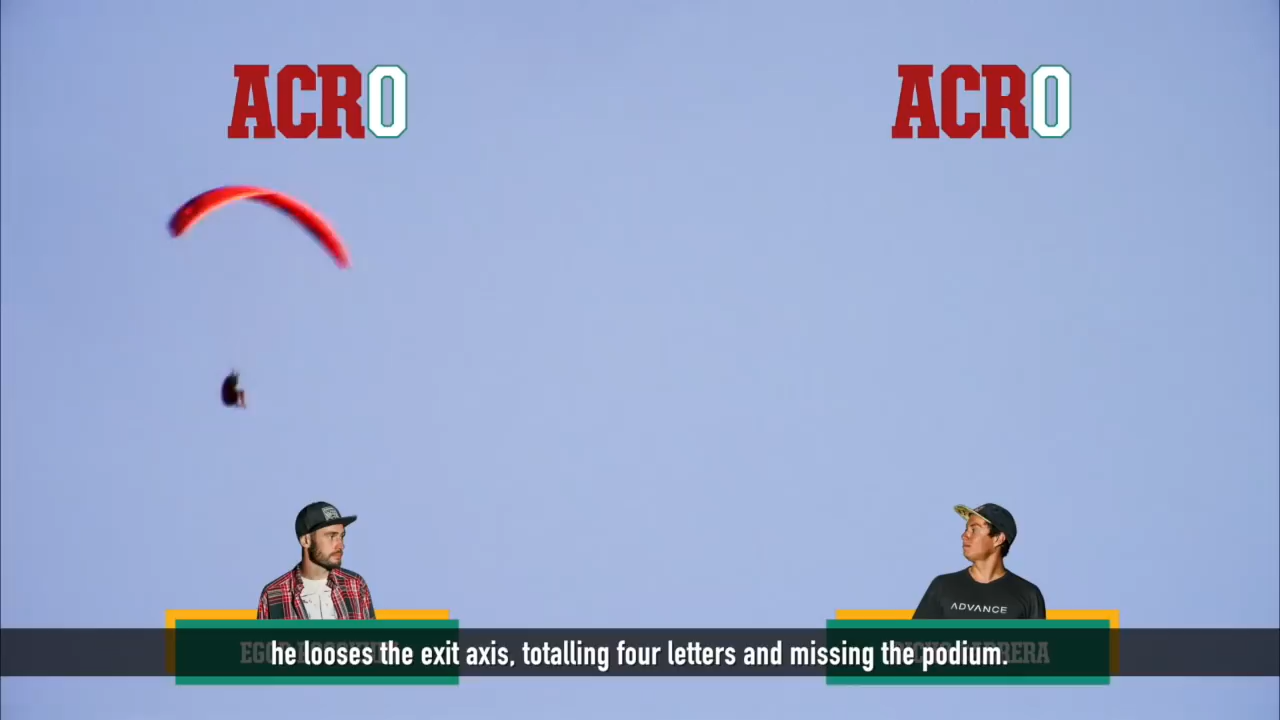 ACRO ACRO
ADVANCE
he looses the exit axis, totalling four letters and missing the podium.